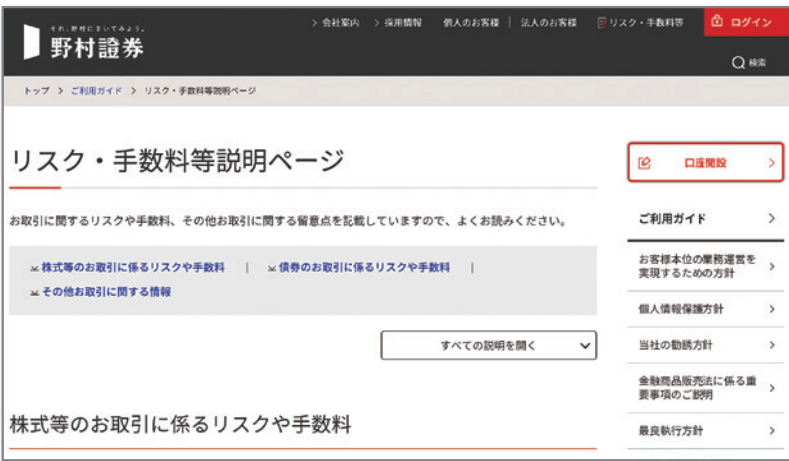 それ、野村にきいてみよう。
野村證券
> 会社案内 > 採用情報 個人のお客様 | 法人のお客様 リスク・手数料等 ログイン
検索
トップ > ご利用ガイド > リスク・手数料等説明ページ
リスク・手数料等説明ページ
お取引に関するリスクや手数料、その他お取引に関する留意点を記載していますので、よくお読みください。
株式等のお取引に係るリスクや手数料 | 債券のお取引に係るリスクや手数料 |
その他お取引に関する情報
すべての説明を開く
株式等のお取引に係るリスクや手数料
口座開設
ご利用ガイド
お客様本位の業務運営を
実現するための方針
個人情報保護方針
当社の勧誘方針
金融商品販売法に係る重
要事項のご説明
最良執行方針